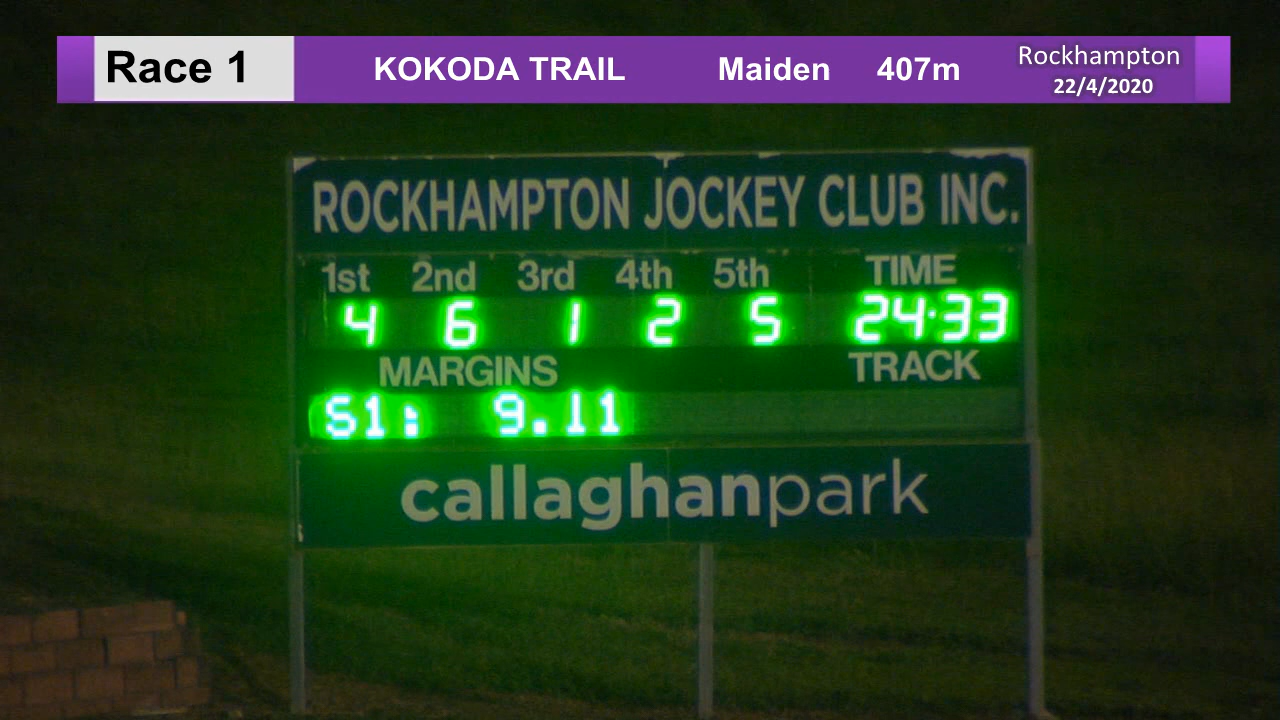 Race 1 KOKODA TRAIL Maiden 407m Rockhampton
22/4/2020
ROCKHAMPTON JOCKEY CLUB INC.
1st 2nd 3rd 4th 5th TIME
4 6 1 2 5 24.33
MARGINS TRACK
S1: 9.11
callaghanpark